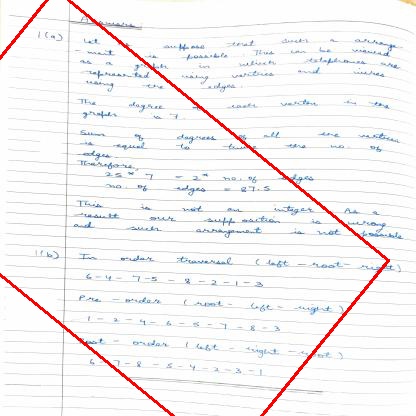 Answers:
1(a) Let us suppose that such a arrange
- ment is possible. This can be viewed
as a graph in which telephones are
represented using vertices and wires
using the edges.
The degree of each vertex in the
graph is 7.
Sum of degrees of all the vertices
is equal to twice the no. of
edges.
Therefore,
25 * 7 = 2 * no. of edges
no. of edges = 87.5
This is not an integer. As a
result our supposition is wrong
and such arrangement is not possible
1(b) In order traversal (left - root - right)
6 - 4 - 7 - 5 - 8 - 2 - 1 - 3
Pre - order (root - left - right)
1 - 2 - 4 - 6 - 5 - 7 - 8 - 3
Post - order (left - right - root)
6 - 7 - 8 - 5 - 4 - 2 - 3 - 1